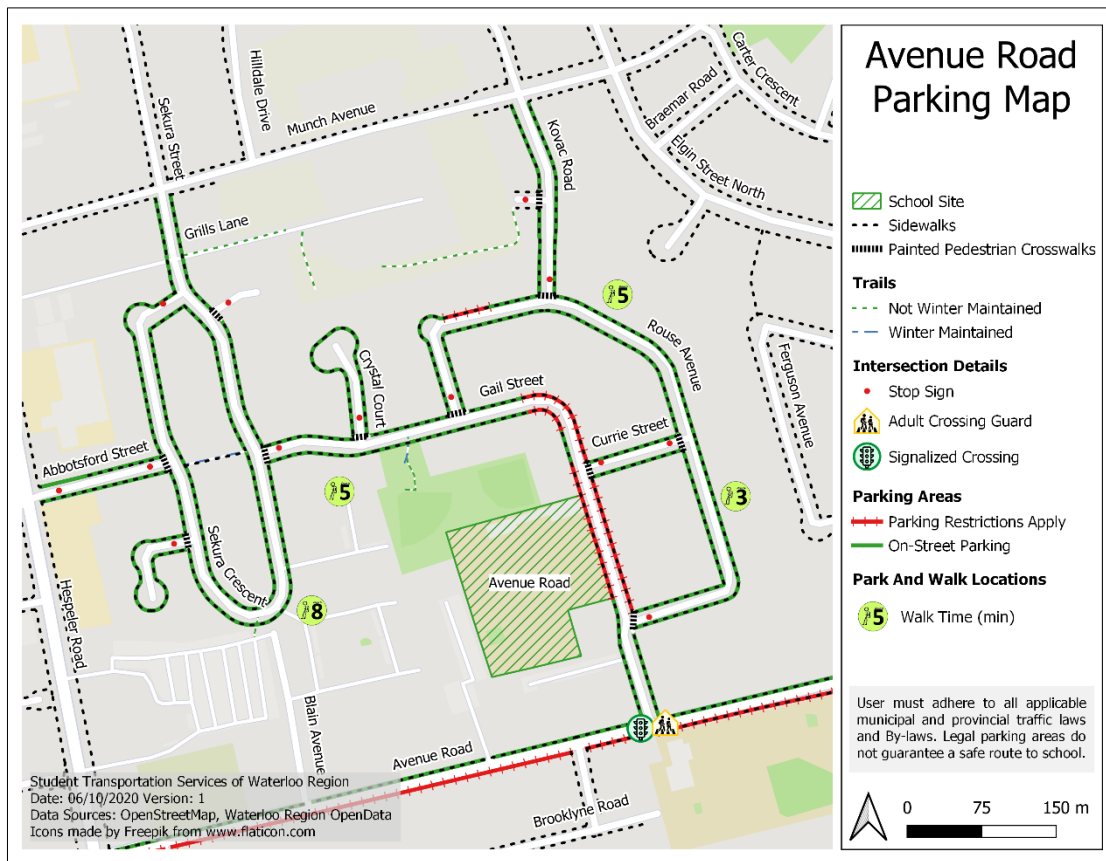 Avenue Road
Parking Map
School Site
Sidewalks
Painted Pedestrian Crosswalks
Trails
Not Winter Maintained
Winter Maintained
Intersection Details
Stop Sign
Adult Crossing Guard
Signalized Crossing
Parking Areas
Parking Restrictions Apply
On-Street Parking
Park And Walk Locations
5
Walk Time (min)
User must adhere to all applicable
municipal and provincial traffic laws
and By-laws. Legal parking areas do
not guarantee a safe route to school.
0 75 150 m
Sekura Street
Hilldale Drive
Munch Avenue
Kovac Road
Braemar Road
Carter Crescent
Elgin Street North
Grills Lane
5
Rouse Avenue
Ferguson Avenue
Crystal Court
Gail Street
Currie Street
Abbotsford Street
5
3
Sekura Crescent
8
Avenue Road
Hespeler Road
Blain Avenue
Avenue Road
Brooklyne Road
Student Transportation Services of Waterloo Region
Date: 06/10/2020 Version: 1
Data Sources: OpenStreetMap, Waterloo Region OpenData
Icons made by Freepik from www.flaticon.com